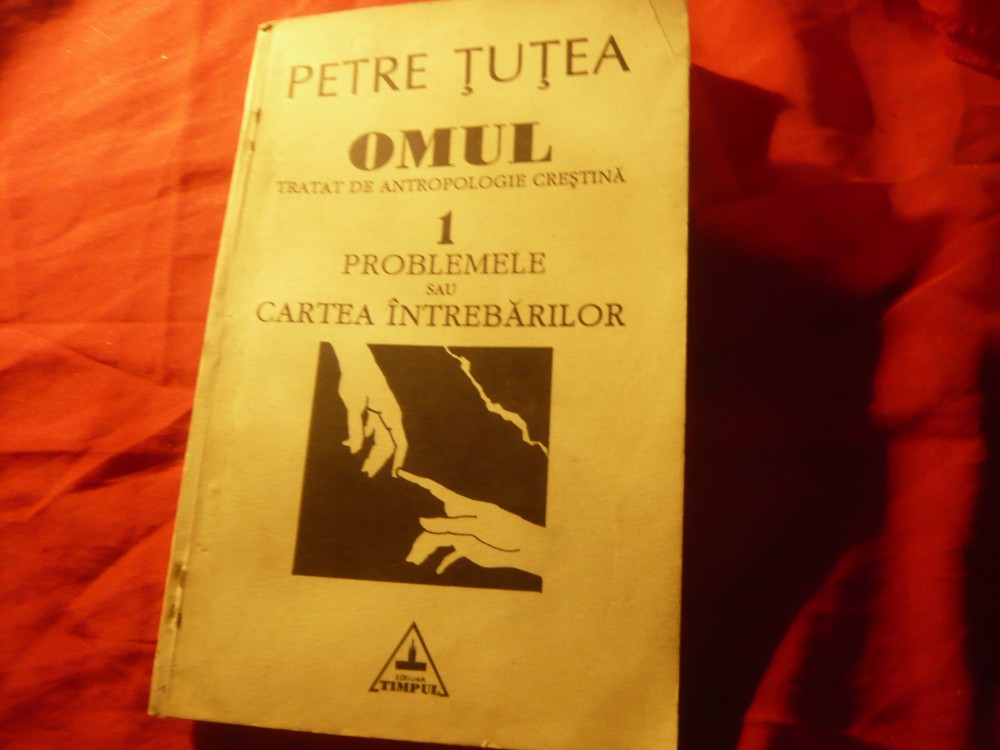 PETRE ŢUŢEA
OMUL
TRATAT DE ANTROPOLOGIE CREŞTINĂ
1
PROBLEMELE
SAU
CARTEA ÎNTREBĂRILOR
EDITURA
TIMPUL